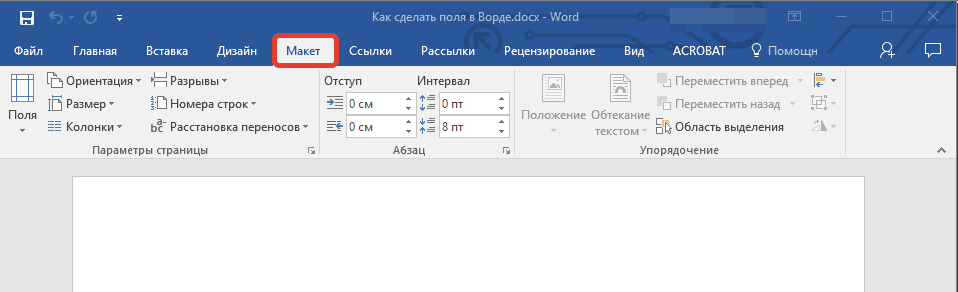 Как сделать поля в Ворде.docx - Word
Файл Главная Вставка Дизайн Макет Ссылки Рассылки Рецензирование Вид ACROBAT Помощн
Поля
Ориентация
Размер
Колонки
Разрывы
Номера строк
bc Расстановка переносов
Параметры страницы
Отступ Интервал
0 см 0 пт
0 см 8 пт
Абзац
Положение
Обтекание
текстом
Переместить вперед
Переместить назад
Область выделения
Упорядочение